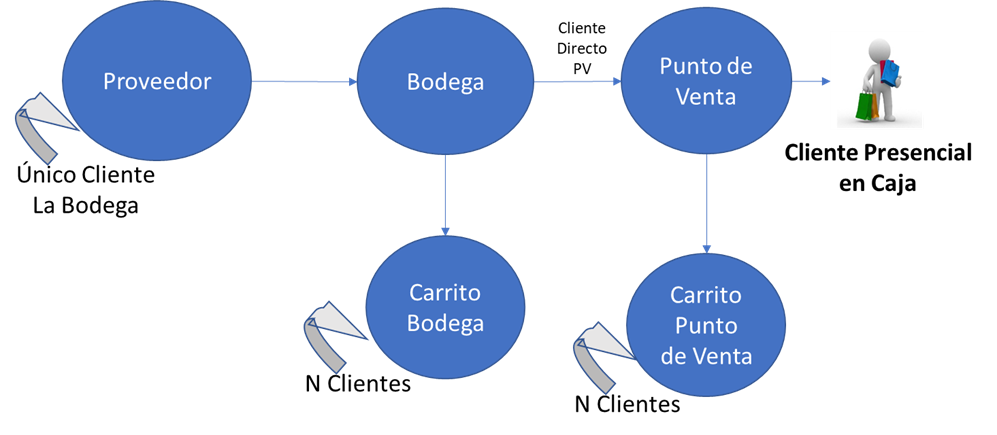 Proveedor
Bodega
Cliente
Directo
PV
Punto de
Venta
Único Cliente
La Bodega
Cliente Presencial
en Caja
Carrito
Bodega
N Clientes
Carrito
Punto
de Venta
N Clientes